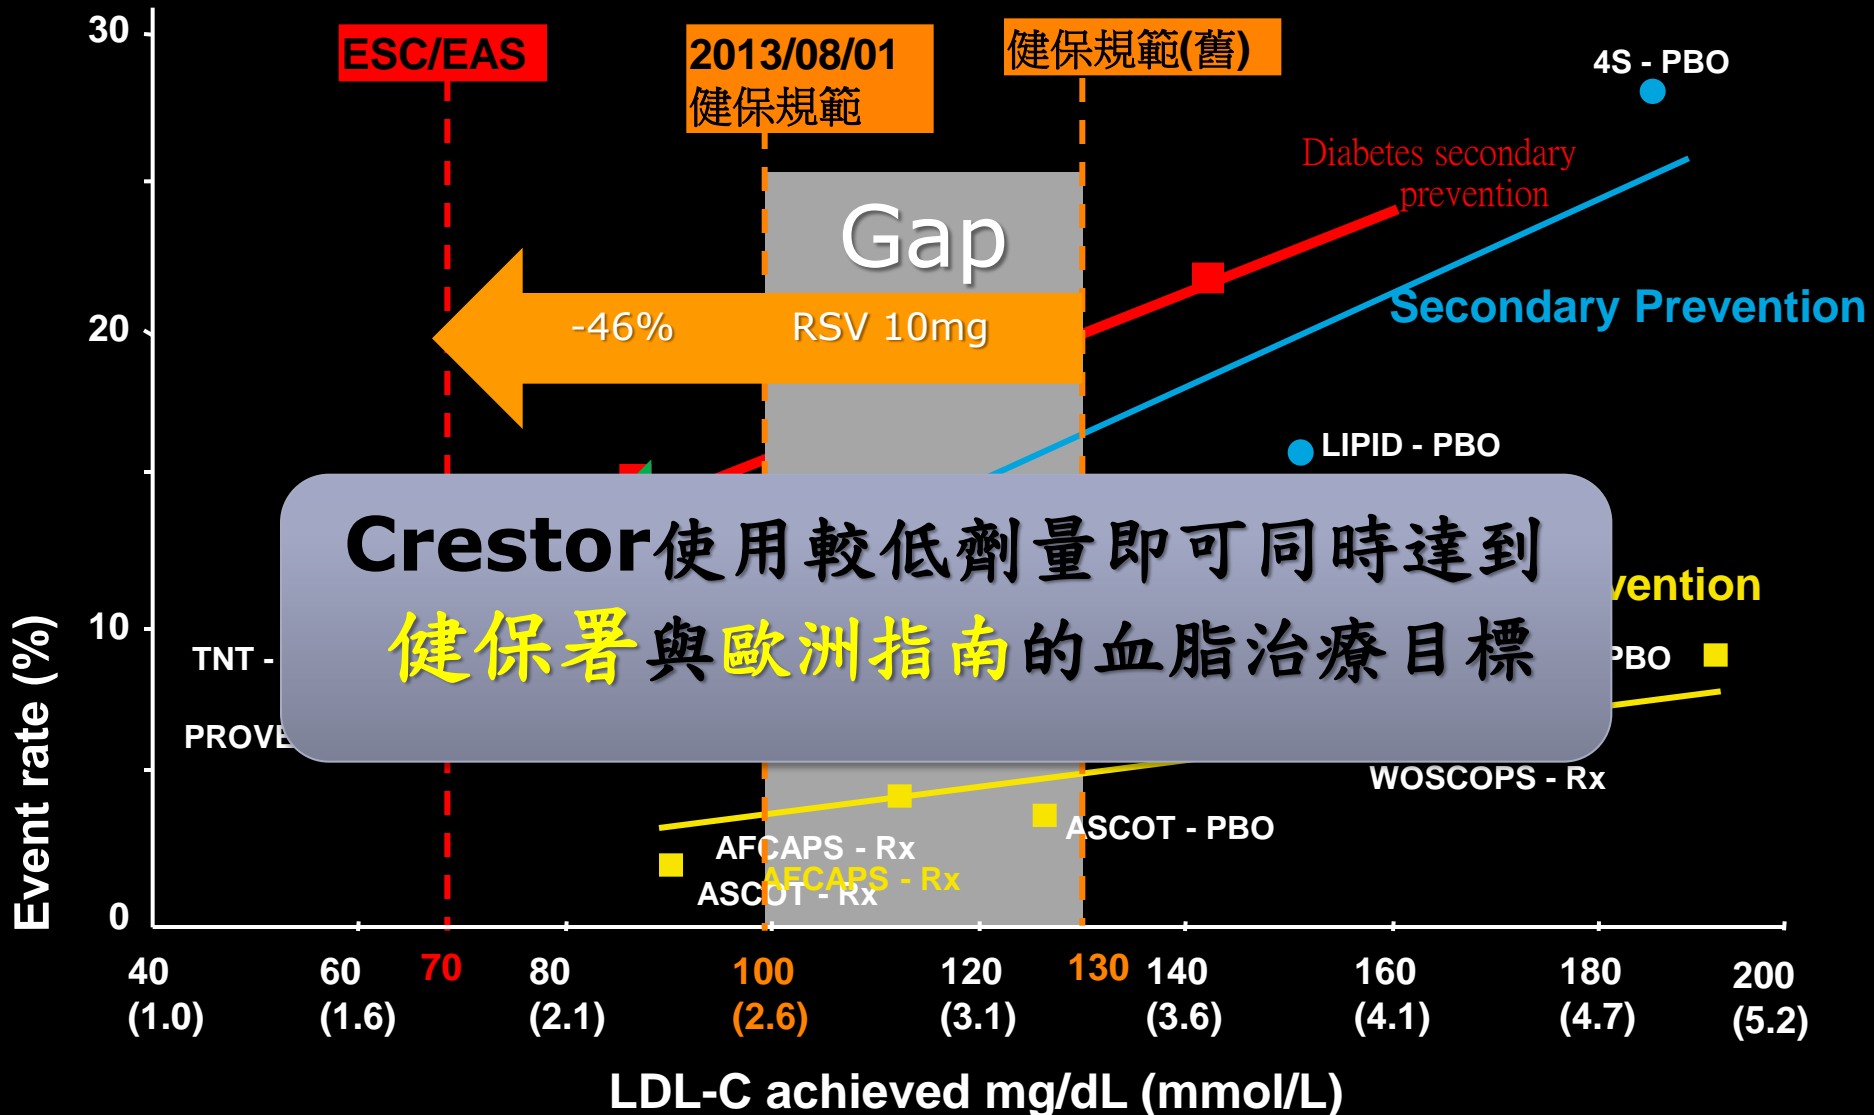 30
ESC/EAS
2013/08/01
健保規範
健保規範(舊)
4S - PBO
Diabetes secondary
prevention
Gap
Secondary Prevention
20
-46% RSV 10mg
LIPID - PBO
Crestor使用較低劑量即可同時達到
健保署與歐洲指南的血脂治療目標
vention
10
TNT -
PBO
PROVE
WOSCOPS - Rx
ASCOT - PBO
AFCAPS - Rx
AFCAPS - Rx
ASCOT - Rx
Event rate (%)
0
40 60 70 80 100 120 130 140 160 180 200
(1.0) (1.6) (2.1) (2.6) (3.1) (3.6) (4.1) (4.7) (5.2)
LDL-C achieved mg/dL (mmol/L)